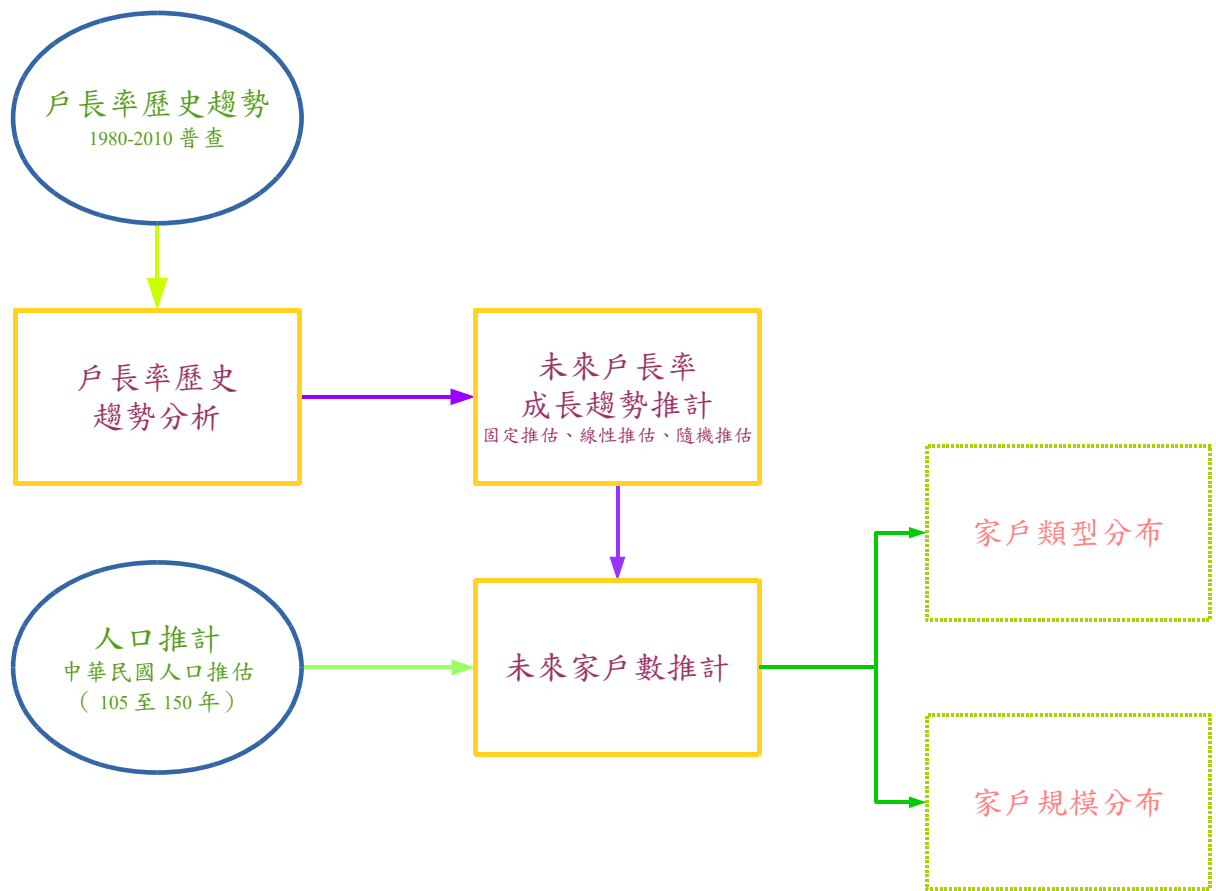 戶長率歷史趨勢
1980-2010 普查
戶長率歷史
趨勢分析
未來戶長率
成長趨勢推計
固定推估、線性推估、隨機推估
家戶類型分布
人口推計
中華民國人口推估
（ 105 至 150 年）
未來家戶數推計
家戶規模分布